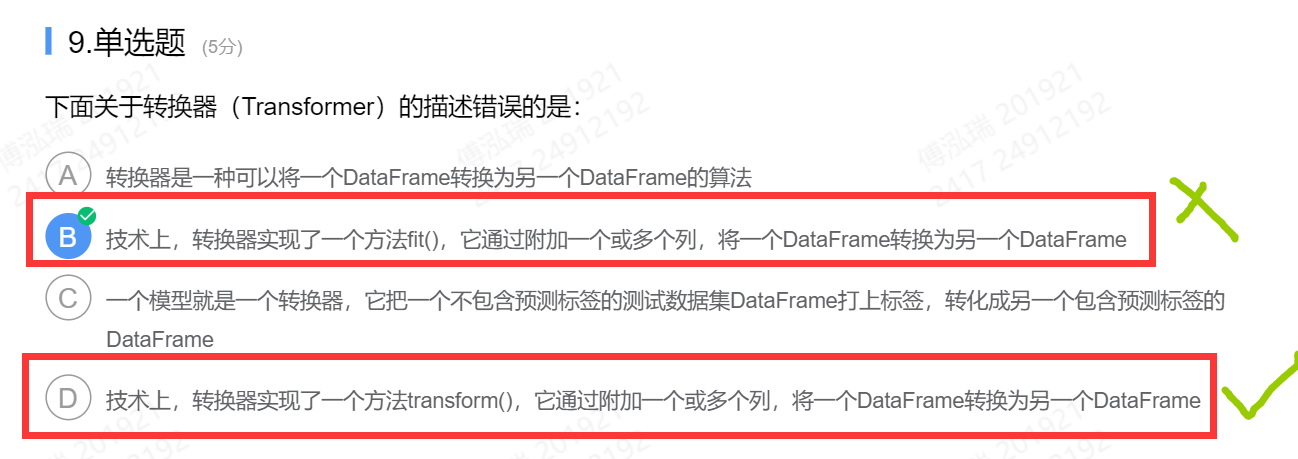 9.单选题 (5分)
下面关于转换器（Transformer）的描述错误的是：
A 转换器是一种可以将一个DataFrame转换为另一个DataFrame的算法
B 技术上，转换器实现了一个方法fit()，它通过附加一个或多个列，将一个DataFrame转换为另一个DataFrame
C 一个模型就是一个转换器，它把一个不包含预测标签的测试数据集DataFrame打上标签，转化成另一个包含预测标签的
DataFrame
D 技术上，转换器实现了一个方法transform()，它通过附加一个或多个列，将一个DataFrame转换为另一个DataFrame
傅泓瑞 201921
2417 24912192